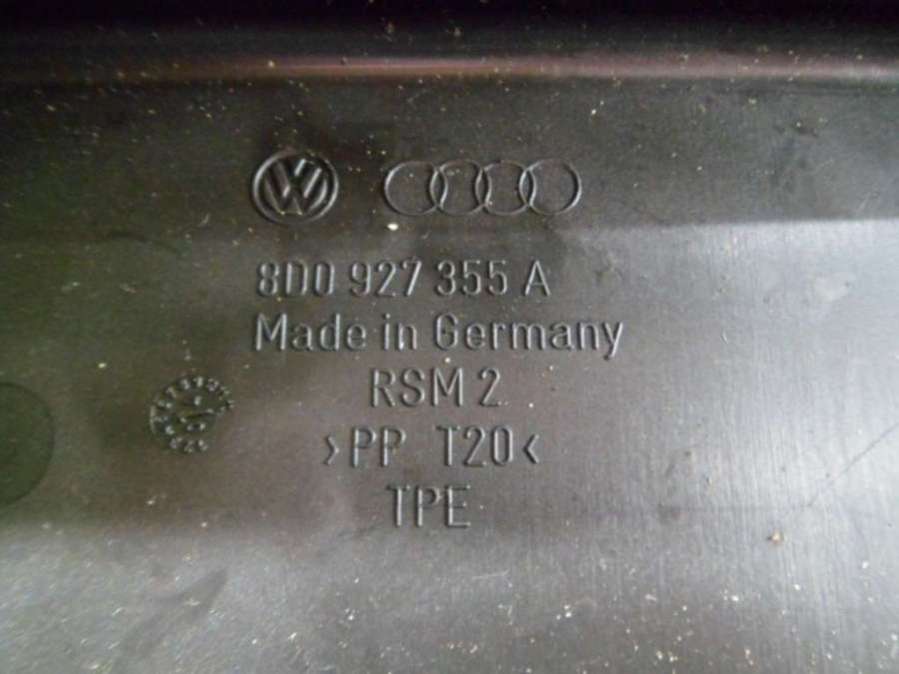 8D0 927 355 A
Made in Germany
RSM 2
>PP T20<
TPE